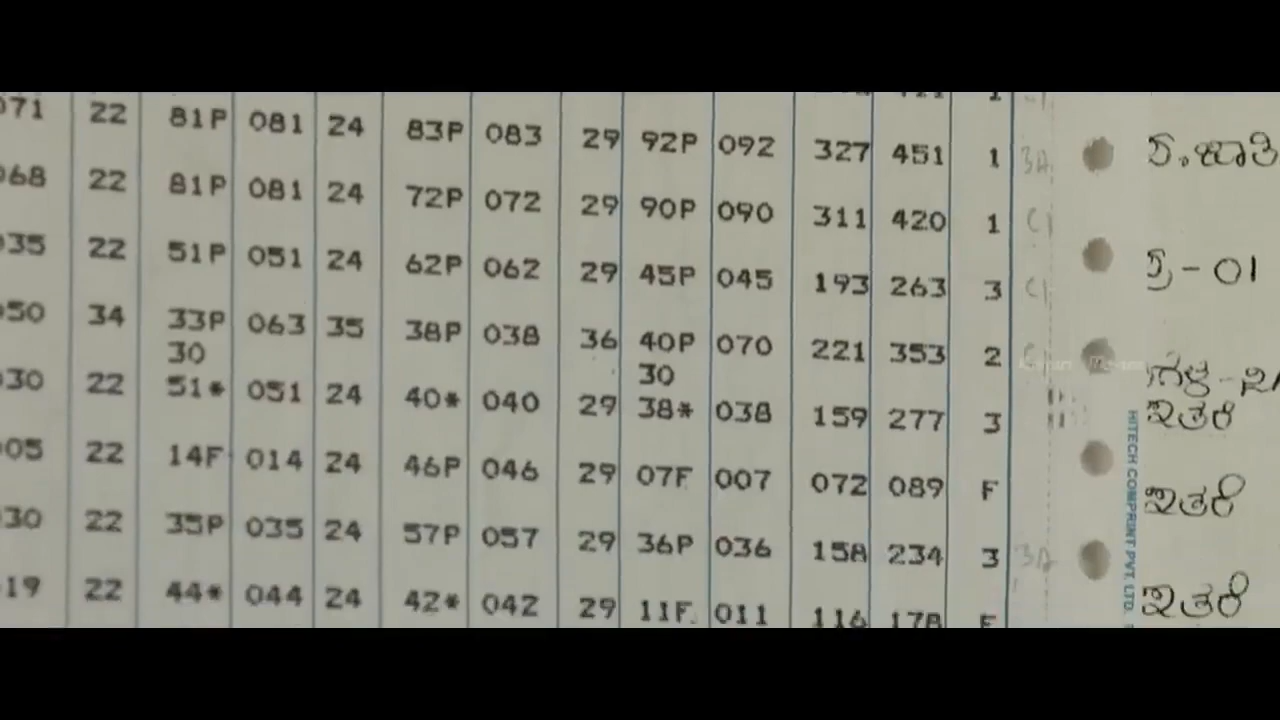 071 22 81P 081 24 83P 083 29 92P 092 327 451 1 3A ಪ್ರ.ಜಾತಿ
068 22 81P 081 24 72P 072 29 90P 090 311 420 1 C1
035 22 51P 051 24 62P 062 29 45P 045 193 263 3 C1 ಪ್ರ-01
050 34 33P 063 35 38P 038 36 40P 070 221 353 2
30 30
030 22 51* 051 24 40* 040 29 38* 038 159 277 3 ಇತರೆ
005 22 14F 014 24 46P 046 29 07F 007 072 089 F ಇತರೆ
030 22 35P 035 24 57P 057 29 36P 036 158 234 3 3A
19 22 44* 044 24 42* 042 29 11F 011 116 178 F ಇತರೆ
HITECH COMPRINT PVT. LTD.